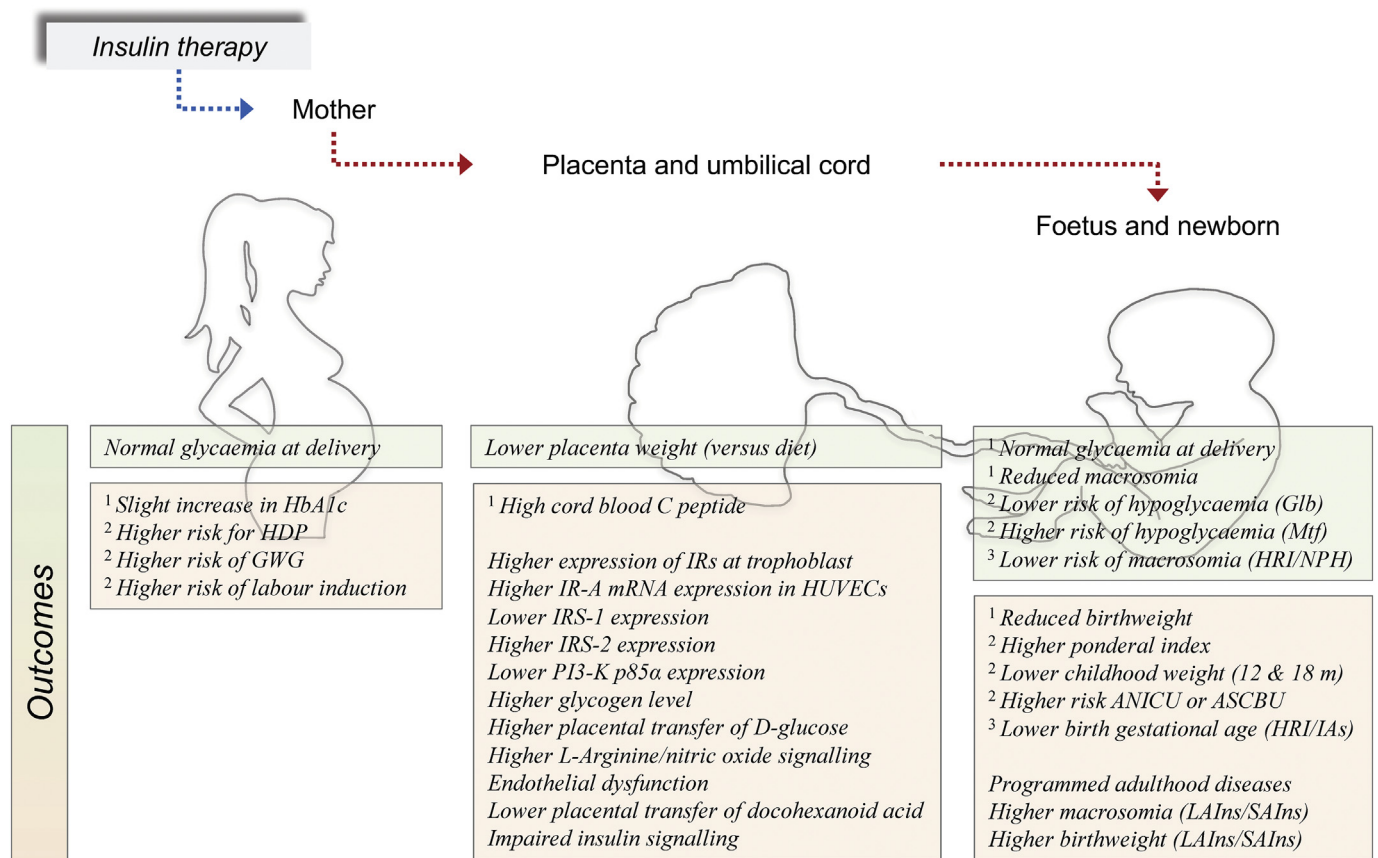 Insulin therapy
Mother
Placenta and umbilical cord
Foetus and newborn
Outcomes
Normal glycaemia at delivery
1 Slight increase in HbA1c
2 Higher risk for HDP
2 Higher risk of GWG
2 Higher risk of labour induction
Lower placenta weight (versus diet)
1 High cord blood C peptide
Higher expression of IRs at trophoblast
Higher IR-A mRNA expression in HUVECs
Lower IRS-1 expression
Higher IRS-2 expression
Lower PI3-K p85α expression
Higher glycogen level
Higher placental transfer of D-glucose
Higher L-Arginine/nitric oxide signalling
Endothelial dysfunction
Lower placental transfer of docohexanoid acid
Impaired insulin signalling
1 Normal glycaemia at delivery
1 Reduced macrosomia
2 Lower risk of hypoglycaemia (Glb)
2 Higher risk of hypoglycaemia (Mtf)
3 Lower risk of macrosomia (HRI/NPH)
1 Reduced birthweight
2 Higher ponderal index
2 Lower childhood weight (12 & 18 m)
2 Higher risk ANICU or ASCBU
3 Lower birth gestational age (HRI/IAs)
Programmed adulthood diseases
Higher macrosomia (LAIns/SAIns)
Higher birthweight (LAIns/SAIns)